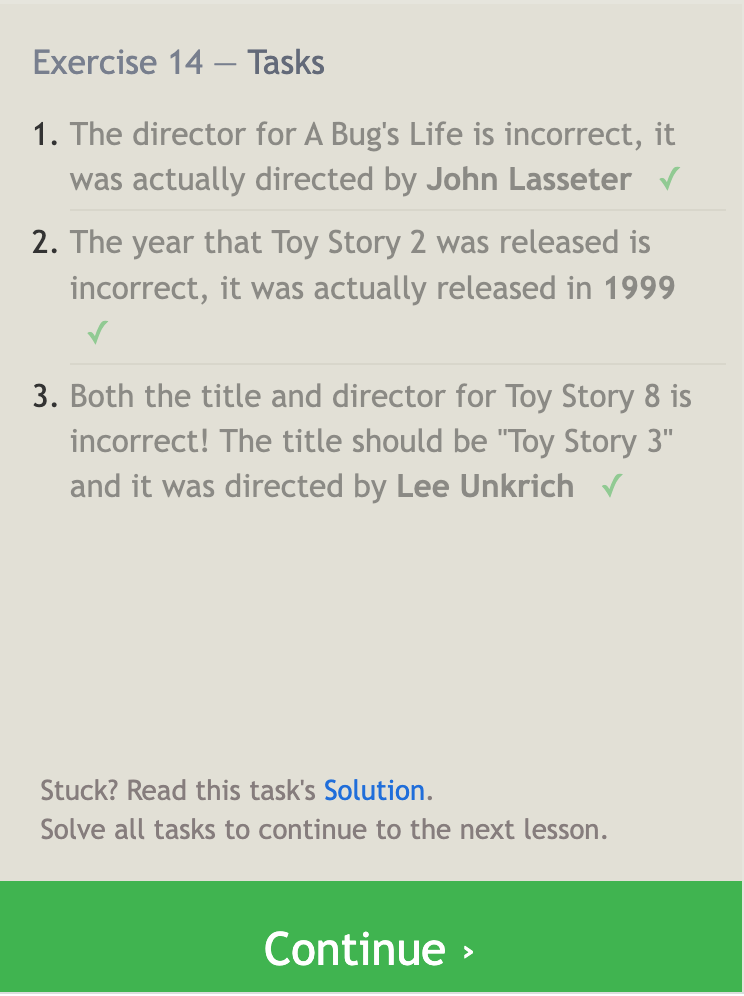 Exercise 14 — Tasks
1. The director for A Bug's Life is incorrect, it
was actually directed by John Lasseter ✓
2. The year that Toy Story 2 was released is
incorrect, it was actually released in 1999
✓
3. Both the title and director for Toy Story 8 is
incorrect! The title should be "Toy Story 3"
and it was directed by Lee Unkrich ✓
Stuck? Read this task's Solution.
Solve all tasks to continue to the next lesson.
Continue ›